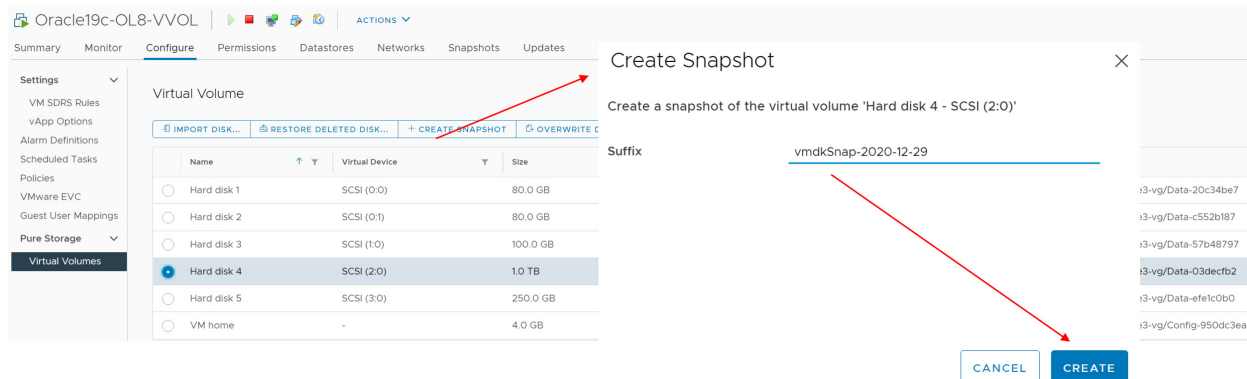 Oracle19c-OL8-VVOL ACTIONS
Summary Monitor Configure Permissions Datastores Networks Snapshots Updates
Settings
VM SDRS Rules
vApp Options
Alarm Definitions
Scheduled Tasks
Policies
VMware EVC
Guest User Mappings
Pure Storage
Virtual Volumes
Virtual Volume
IMPORT DISK... RESTORE DELETED DISK... + CREATE SNAPSHOT OVERWRITE D
Name Virtual Device Size
Hard disk 1 SCSI (0:0) 80.0 GB e3-vg/Data-20c34be7
Hard disk 2 SCSI (0:1) 80.0 GB e3-vg/Data-c552b187
Hard disk 3 SCSI (1:0) 100.0 GB e3-vg/Data-57b48797
Hard disk 4 SCSI (2:0) 1.0 TB e3-vg/Data-03decfb2
Hard disk 5 SCSI (3:0) 250.0 GB e3-vg/Data-efe1c0b0
VM home - 4.0 GB e3-vg/Config-950dc3ea
Create Snapshot
Create a snapshot of the virtual volume 'Hard disk 4 - SCSI (2:0)'
Suffix vmdkSnap-2020-12-29
CANCEL CREATE